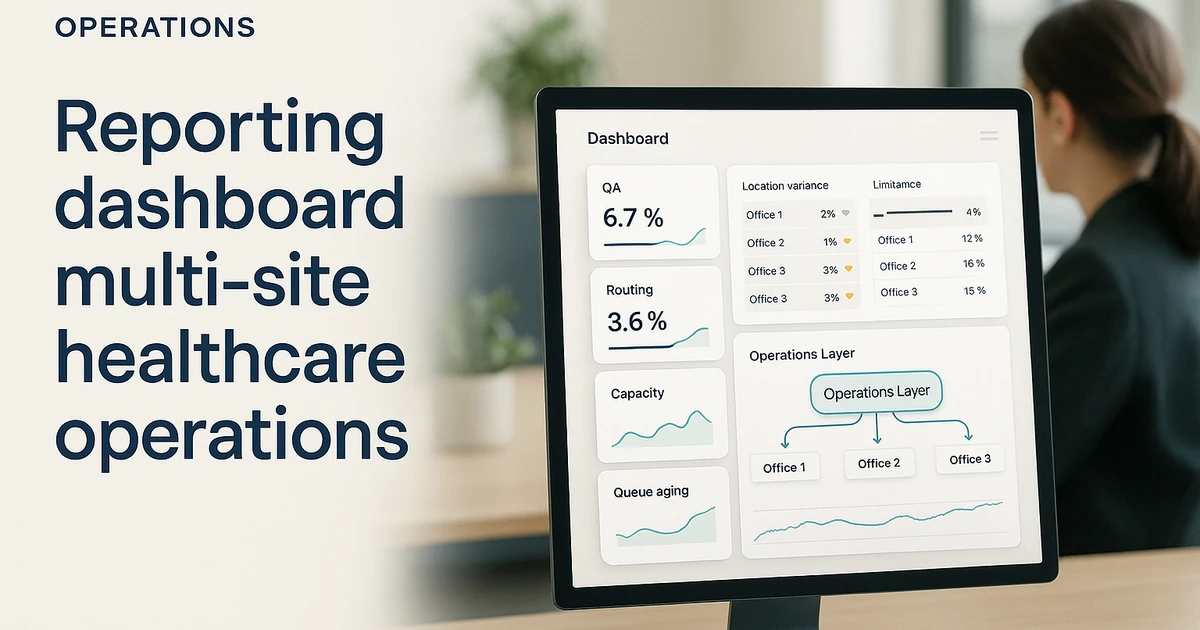 OPERATIONS
Reporting
dashboard
multi-site
healthcare
operations
Dashboard
QA
6.7 %
Routing
3.6 %
Capacity
Queue aging
Location variance
Office 1 2%
Office 2 1%
Office 3 3%
Office 3 3%
Limitamce
4%
Office 1 12 %
Office 2 16 %
Office 3 15 %
Operations Layer
Operations Layer
Office 1 Office 2 Office 3